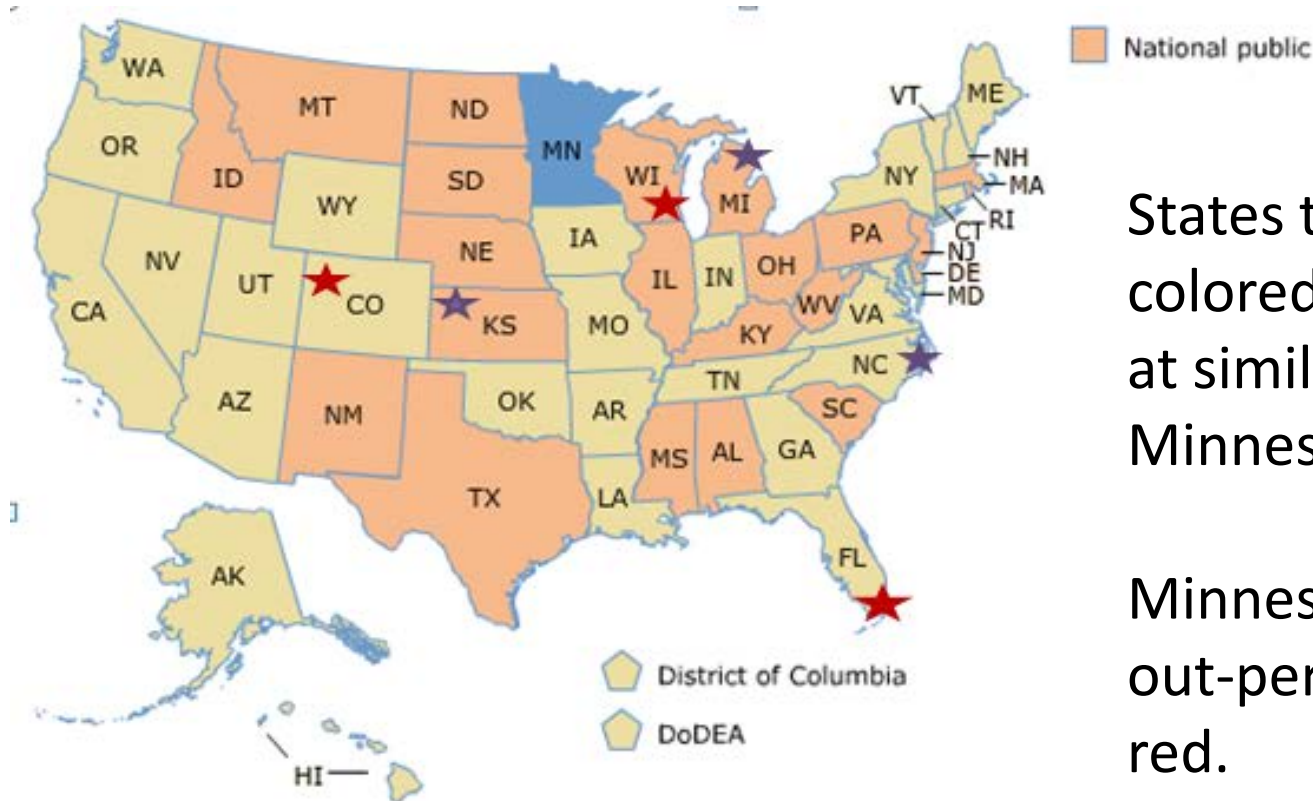 National public
WA
MT
ND
MN
VT
ME
OR
ID
SD
WI
MI
NY
NH
MA
RI
CT
WY
NE
IA
PA
NJ
DE
MD
NV
UT
CO
KS
IL
IN
OH
WV
VA
CA
MO
KY
NC
AZ
NM
OK
AR
TN
SC
MS
AL
GA
TX
LA
FL
AK
HI
District of Columbia
DoDEA
States t
colored
at simil
Minnes
Minnes
out-per
red.